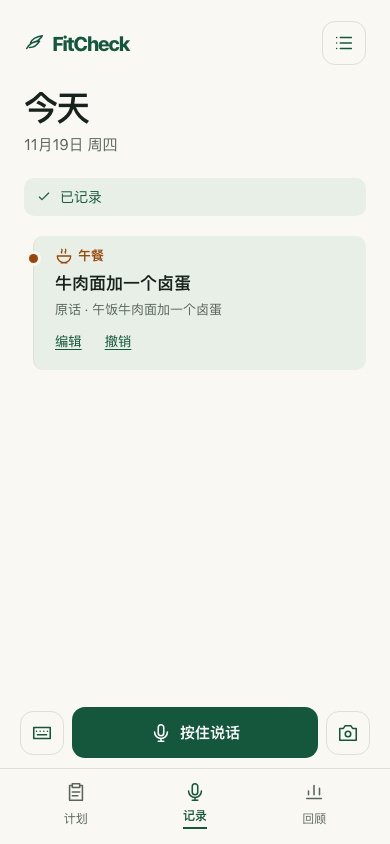 FitCheck
今天
11月19日 周四
已记录
午餐
牛肉面加一个卤蛋
原话 · 午饭牛肉面加一个卤蛋
编辑 撤销
按住说话
计划 记录 回顾